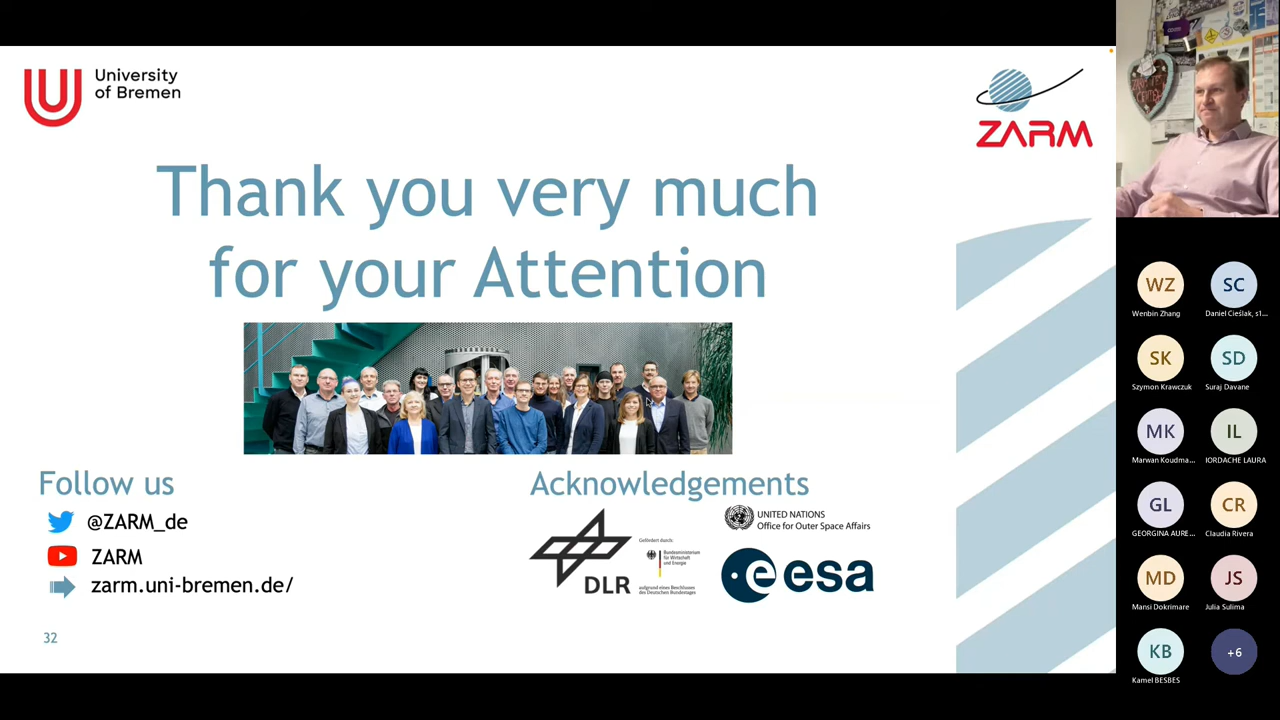 University
of Bremen
ZARM
Thank you very much
for your Attention
Follow us
@ZARM_de
ZARM
zarm.uni-bremen.de/
Acknowledgements
DLR
Gefördert durch:
Bundesministerium
für Wirtschaft
und Energie
aufgrund eines Beschlusses
des Deutschen Bundestages
UNITED NATIONS
Office for Outer Space Affairs
esa
32
WZ
Wenbin Zhang
SC
Daniel Cieślak, s1...
SK
Szymon Krawczuk
SD
Suraj Davane
MK
Marwan Koudma...
IL
IORDACHE LAURA
GL
GEORGINA AURE...
CR
Claudia Rivera
MD
Mansi Dokrimare
JS
Julia Sulima
KB
Kamel BESBES
+6